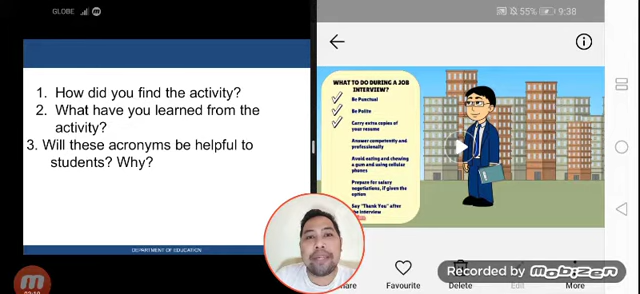 GLOBE
55%
9:38
1. How did you find the activity?
2. What have you learned from the
activity?
3. Will these acronyms be helpful to
students? Why?
DEPARTMENT OF EDUCATION
WHAT TO DO DURING A JOB
INTERVIEW?
Be Punctual
Be Polite
Carry extra copies of
your resume
Answer competently and
professionally
Avoid eating and chewing
a gum and using cellular
phones
Prepare for salary
negotiations, if given the
option
Say "Thank You" after
the interview
Share
Favourite
Delete
Edit
More
Recorded by mobizen